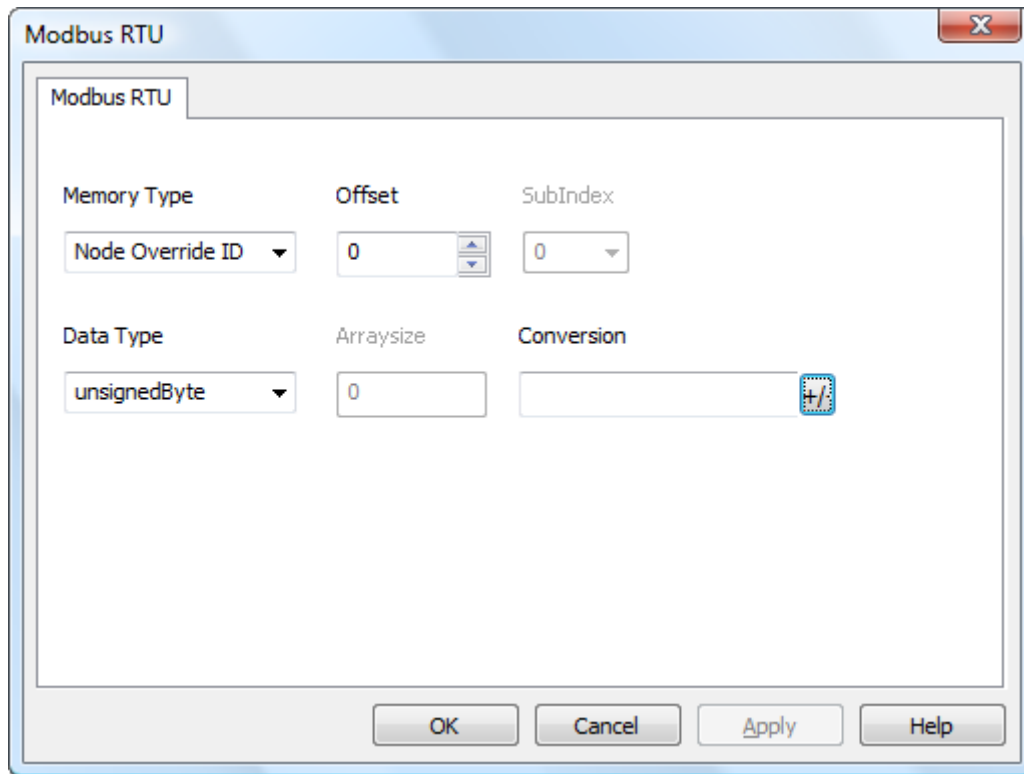 Modbus RTU
Modbus RTU
Memory Type Offset SubIndex
Node Override ID 0 0
Data Type Arraysize Conversion
unsignedByte 0 +/-
OK Cancel Apply Help